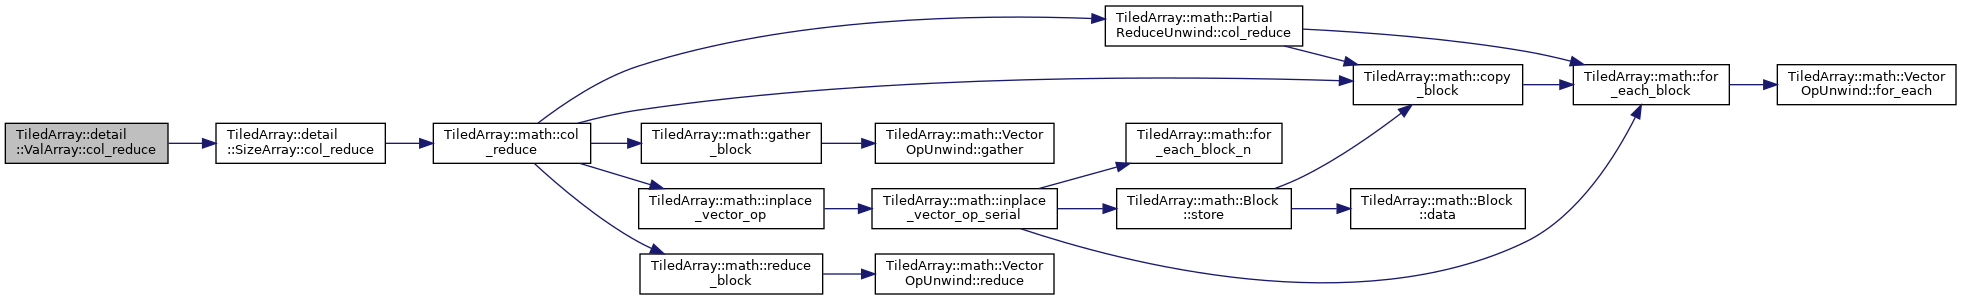 TiledArray::detail
::ValArray::col_reduce
TiledArray::detail
::SizeArray::col_reduce
TiledArray::math::col
_reduce
TiledArray::math::Partial
ReduceUnwind::col_reduce
TiledArray::math::copy
_block
TiledArray::math::for
_each_block
TiledArray::math::Vector
OpUnwind::for_each
TiledArray::math::gather
_block
TiledArray::math::Vector
OpUnwind::gather
TiledArray::math::for
_each_block_n
TiledArray::math::inplace
_vector_op
TiledArray::math::inplace
_vector_op_serial
TiledArray::math::Block
::store
TiledArray::math::Block
::data
TiledArray::math::reduce
_block
TiledArray::math::Vector
OpUnwind::reduce